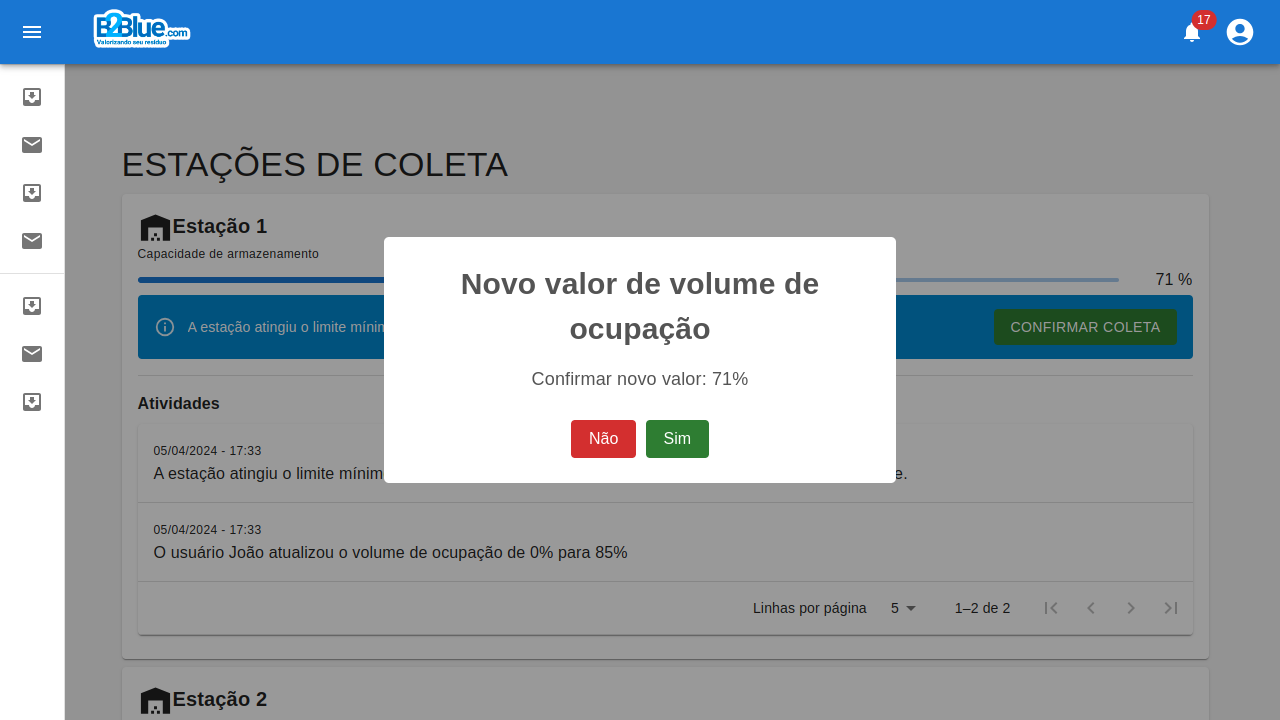 B2Blue.com
Valorizando seu resíduo
17
ESTAÇÕES DE COLETA
Estação 1
Capacidade de armazenamento
71 %
A estação atingiu o limite mínim
CONFIRMAR COLETA
Novo valor de volume de
ocupação
Confirmar novo valor: 71%
Não
Sim
Atividades
05/04/2024 - 17:33
A estação atingiu o limite mínim e.
05/04/2024 - 17:33
O usuário João atualizou o volume de ocupação de 0% para 85%
Linhas por página 5 1–2 de 2
Estação 2